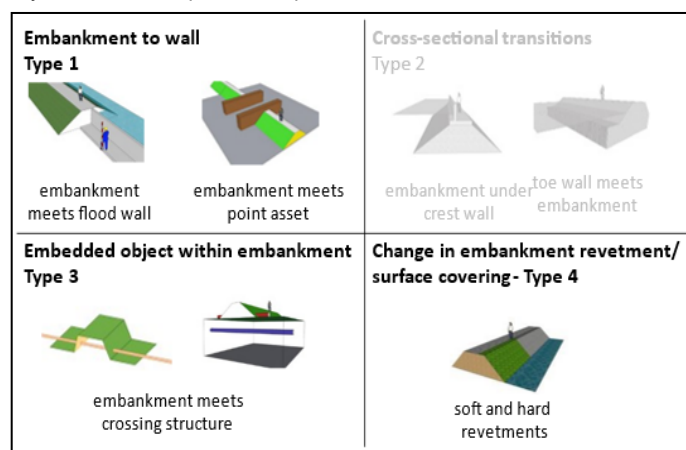 Embankment to wall
Type 1
embankment
meets flood wall
embankment meets
point asset
Cross-sectional transitions
Type 2
embankment under
crest wall
toe wall meets
embankment
Embedded object within embankment
Type 3
embankment meets
crossing structure
Change in embankment revetment/
surface covering - Type 4
soft and hard
revetments